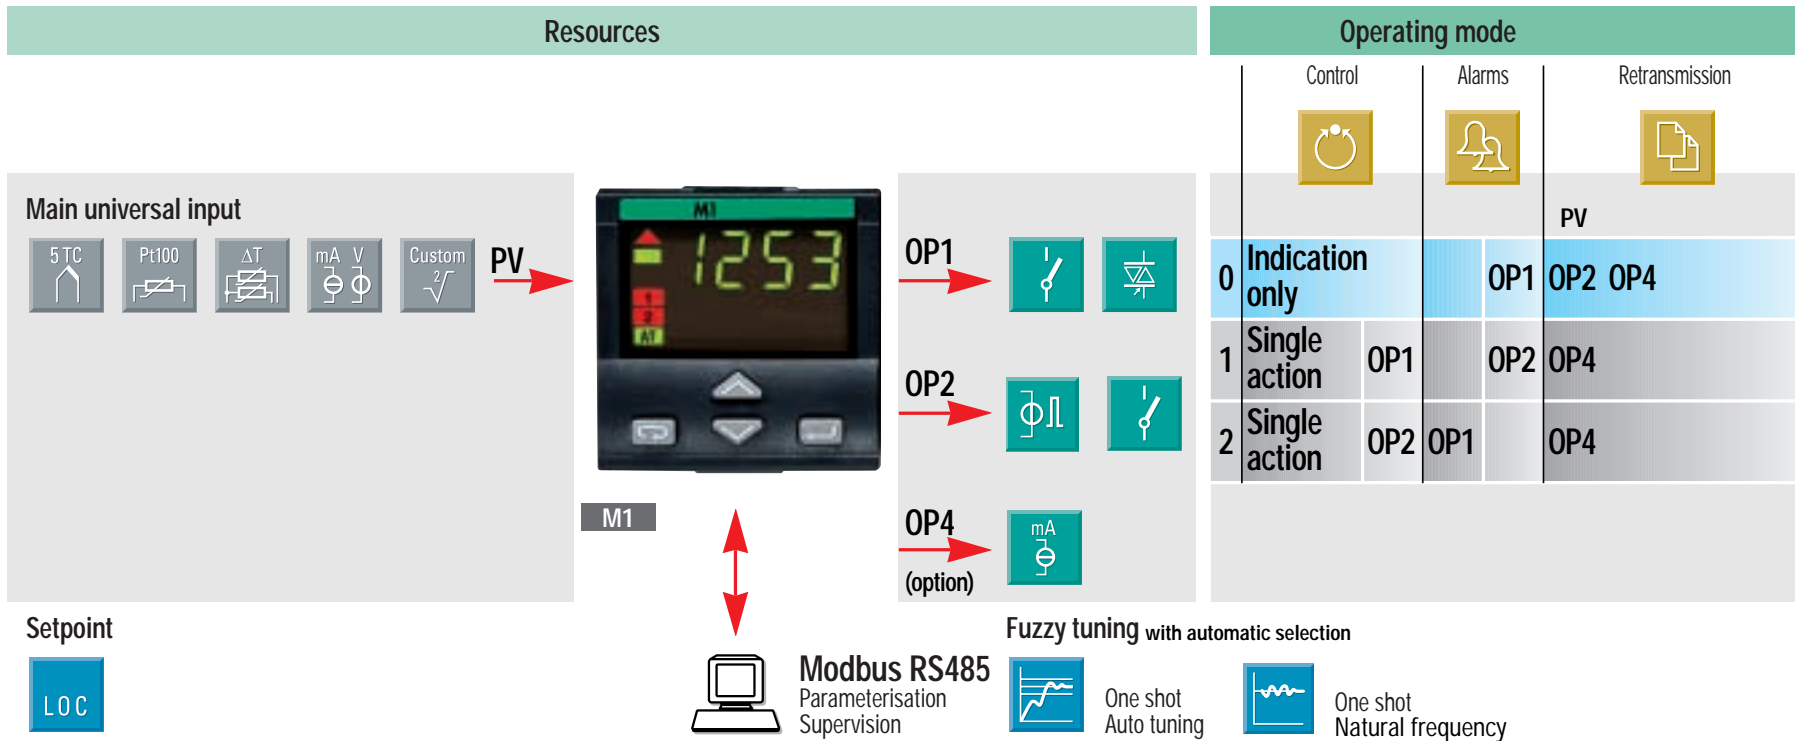 Resources
Operating mode
Control
Alarms
Retransmission
Main universal input
5 TC
Pt100
ΔT
mA V
Custom
2√
PV
M1
1253
1
2
A1
M1
OP1
OP2
OP4
(option)
mA
PV
0 Indication only OP1 OP2 OP4
1 Single action OP1 OP2 OP4
2 Single action OP2 OP1 OP4
Setpoint
LOC
Modbus RS485
Parameterisation
Supervision
Fuzzy tuning with automatic selection
One shot
Auto tuning
One shot
Natural frequency